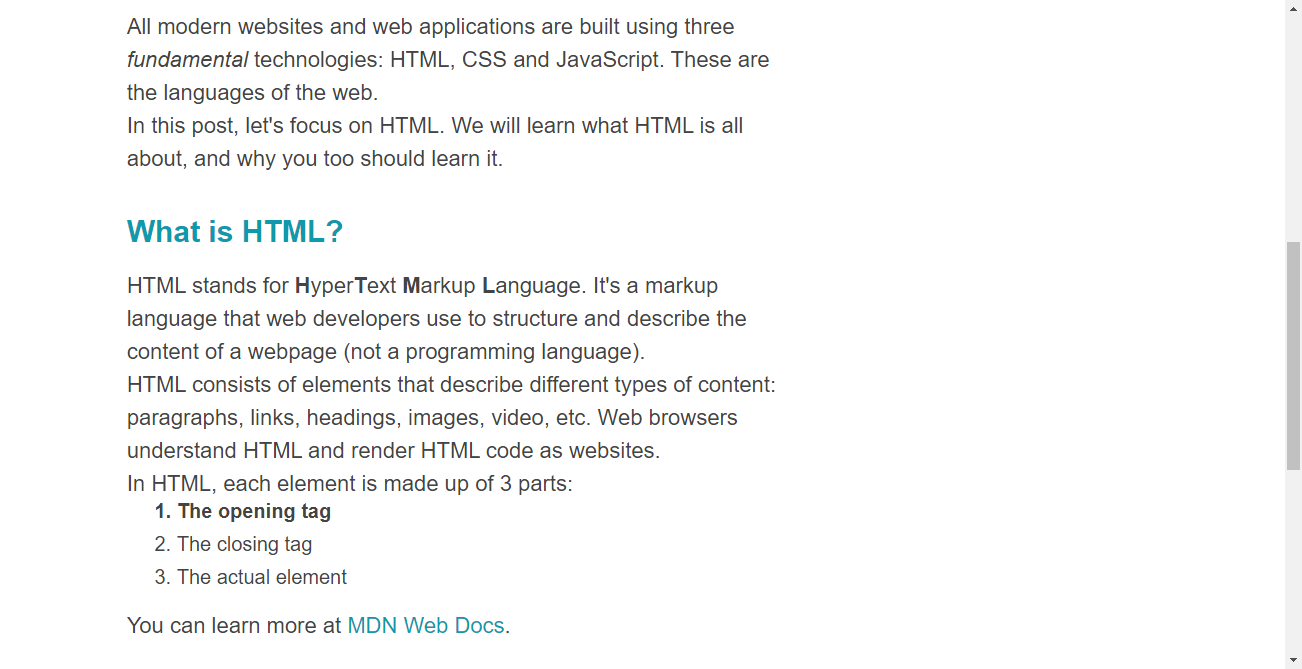 All modern websites and web applications are built using three
fundamental technologies: HTML, CSS and JavaScript. These are
the languages of the web.
In this post, let's focus on HTML. We will learn what HTML is all
about, and why you too should learn it.
What is HTML?
HTML stands for HyperText Markup Language. It's a markup
language that web developers use to structure and describe the
content of a webpage (not a programming language).
HTML consists of elements that describe different types of content:
paragraphs, links, headings, images, video, etc. Web browsers
understand HTML and render HTML code as websites.
In HTML, each element is made up of 3 parts:
1. The opening tag
2. The closing tag
3. The actual element
You can learn more at MDN Web Docs.